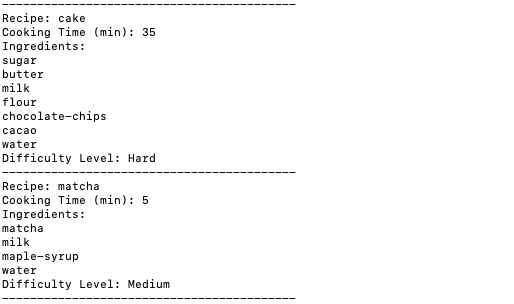 ------------------------------------------
Recipe: cake
Cooking Time (min): 35
Ingredients:
sugar
butter
milk
flour
chocolate-chips
cacao
water
Difficulty Level: Hard
------------------------------------------
Recipe: matcha
Cooking Time (min): 5
Ingredients:
matcha
milk
maple-syrup
water
Difficulty Level: Medium
------------------------------------------